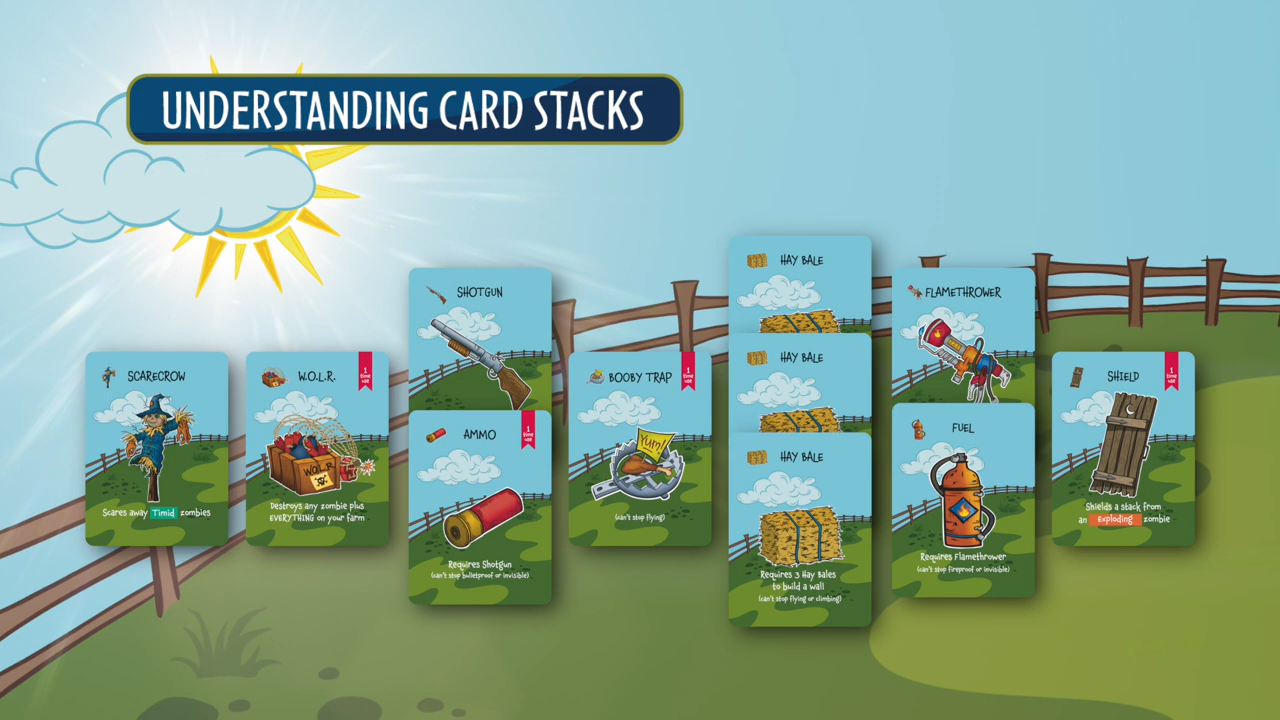 UNDERSTANDING CARD STACKS
SCARECROW
Scares away Timid zombies
W.O.L.R.
1
time
use
W.O.L.R.
Destroys any zombie plus
EVERYTHING on your farm
SHOTGUN
AMMO
1
time
use
Requires Shotgun
(can't stop bulletproof or invisible)
BOOBY TRAP
1
time
use
Yum!
(can't stop flying)
HAY BALE
HAY BALE
HAY BALE
Requires 3 Hay Bales
to build a wall
(can't stop flying or climbing)
FLAMETHROWER
FUEL
Requires Flamethrower
(can't stop fireproof or invisible)
SHIELD
1
time
use
Shields a stack from
an Exploding zombie